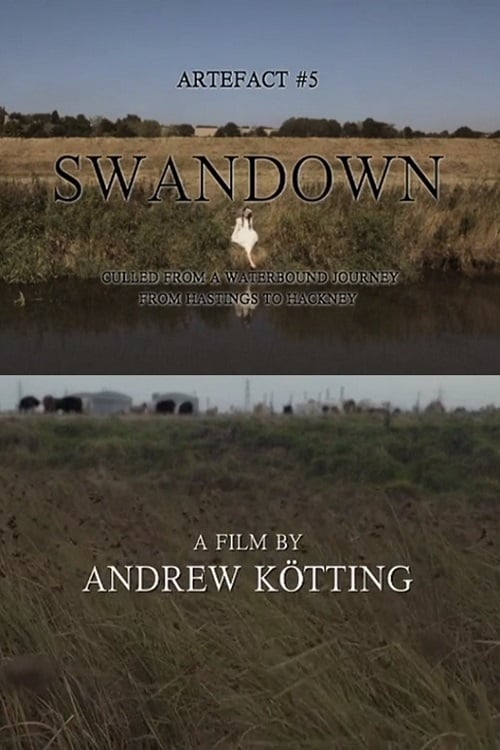 ARTEFACT #5
SWANDOWN
CULLED FROM A WATERBOUND JOURNEY
FROM HASTINGS TO HACKNEY
A FILM BY
ANDREW KÖTTING